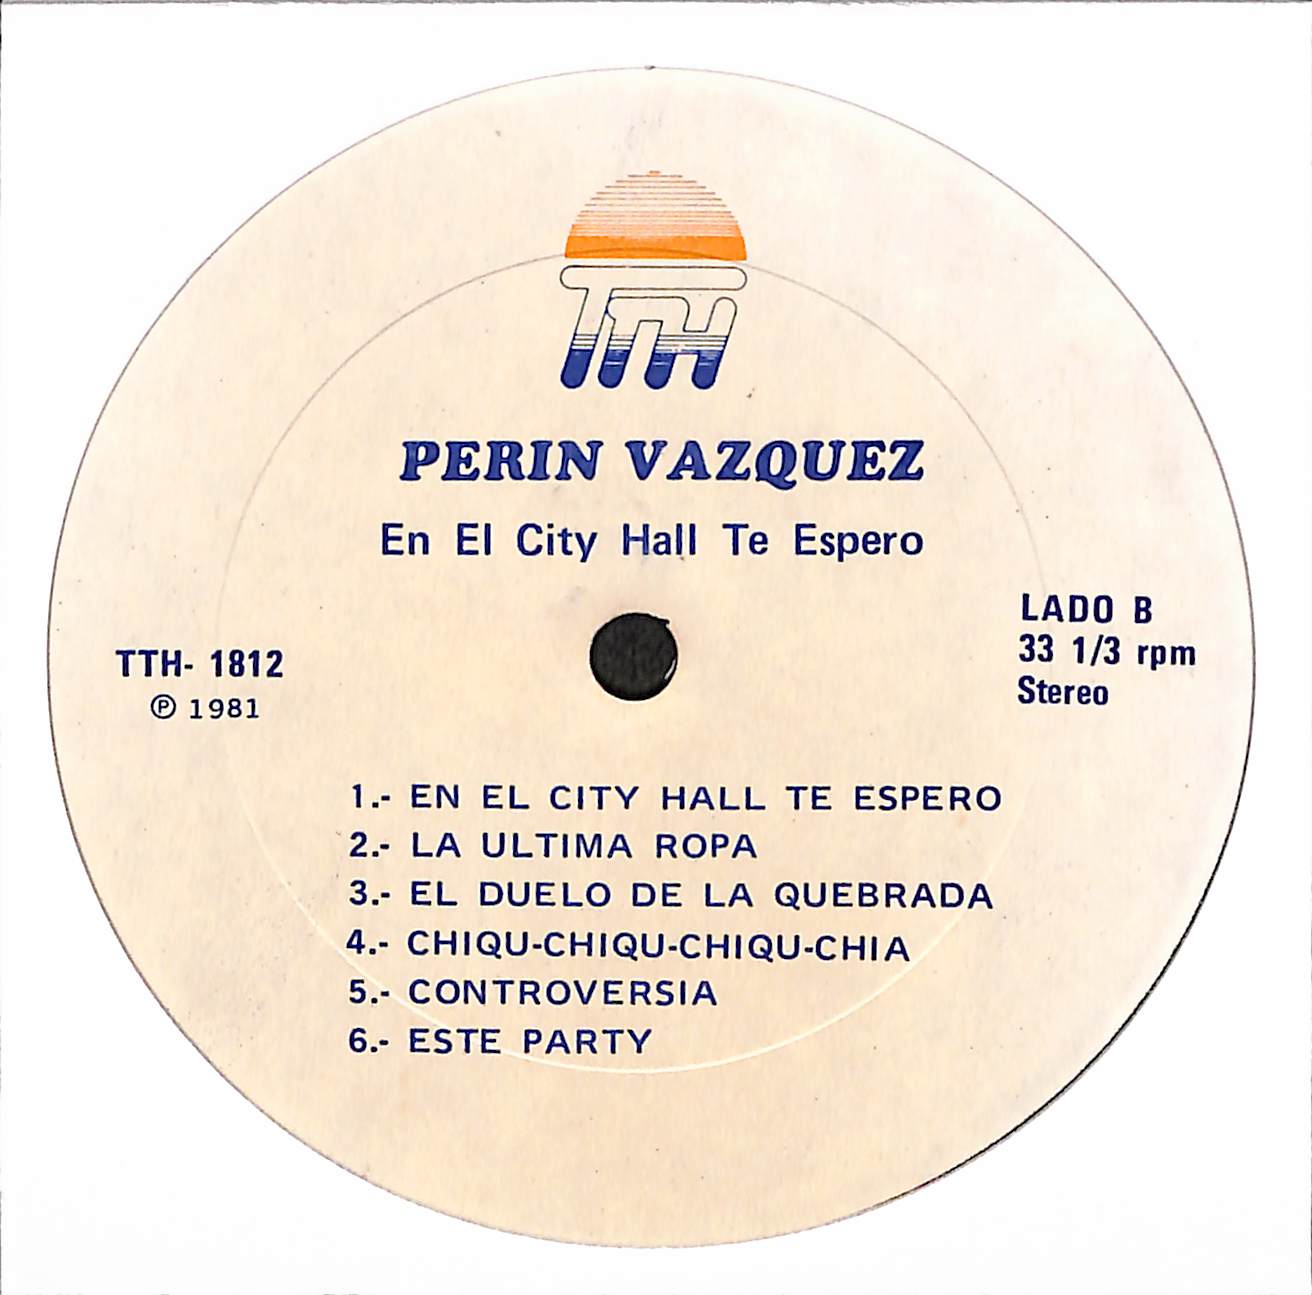 TTH
PERIN VAZQUEZ
En El City Hall Te Espero
LADO B
33 1/3 rpm
Stereo
TTH- 1812
℗ 1981
1.- EN EL CITY HALL TE ESPERO
2.- LA ULTIMA ROPA
3.- EL DUELO DE LA QUEBRADA
4.- CHIQU-CHIQU-CHIQU-CHIA
5.- CONTROVERSIA
6.- ESTE PARTY